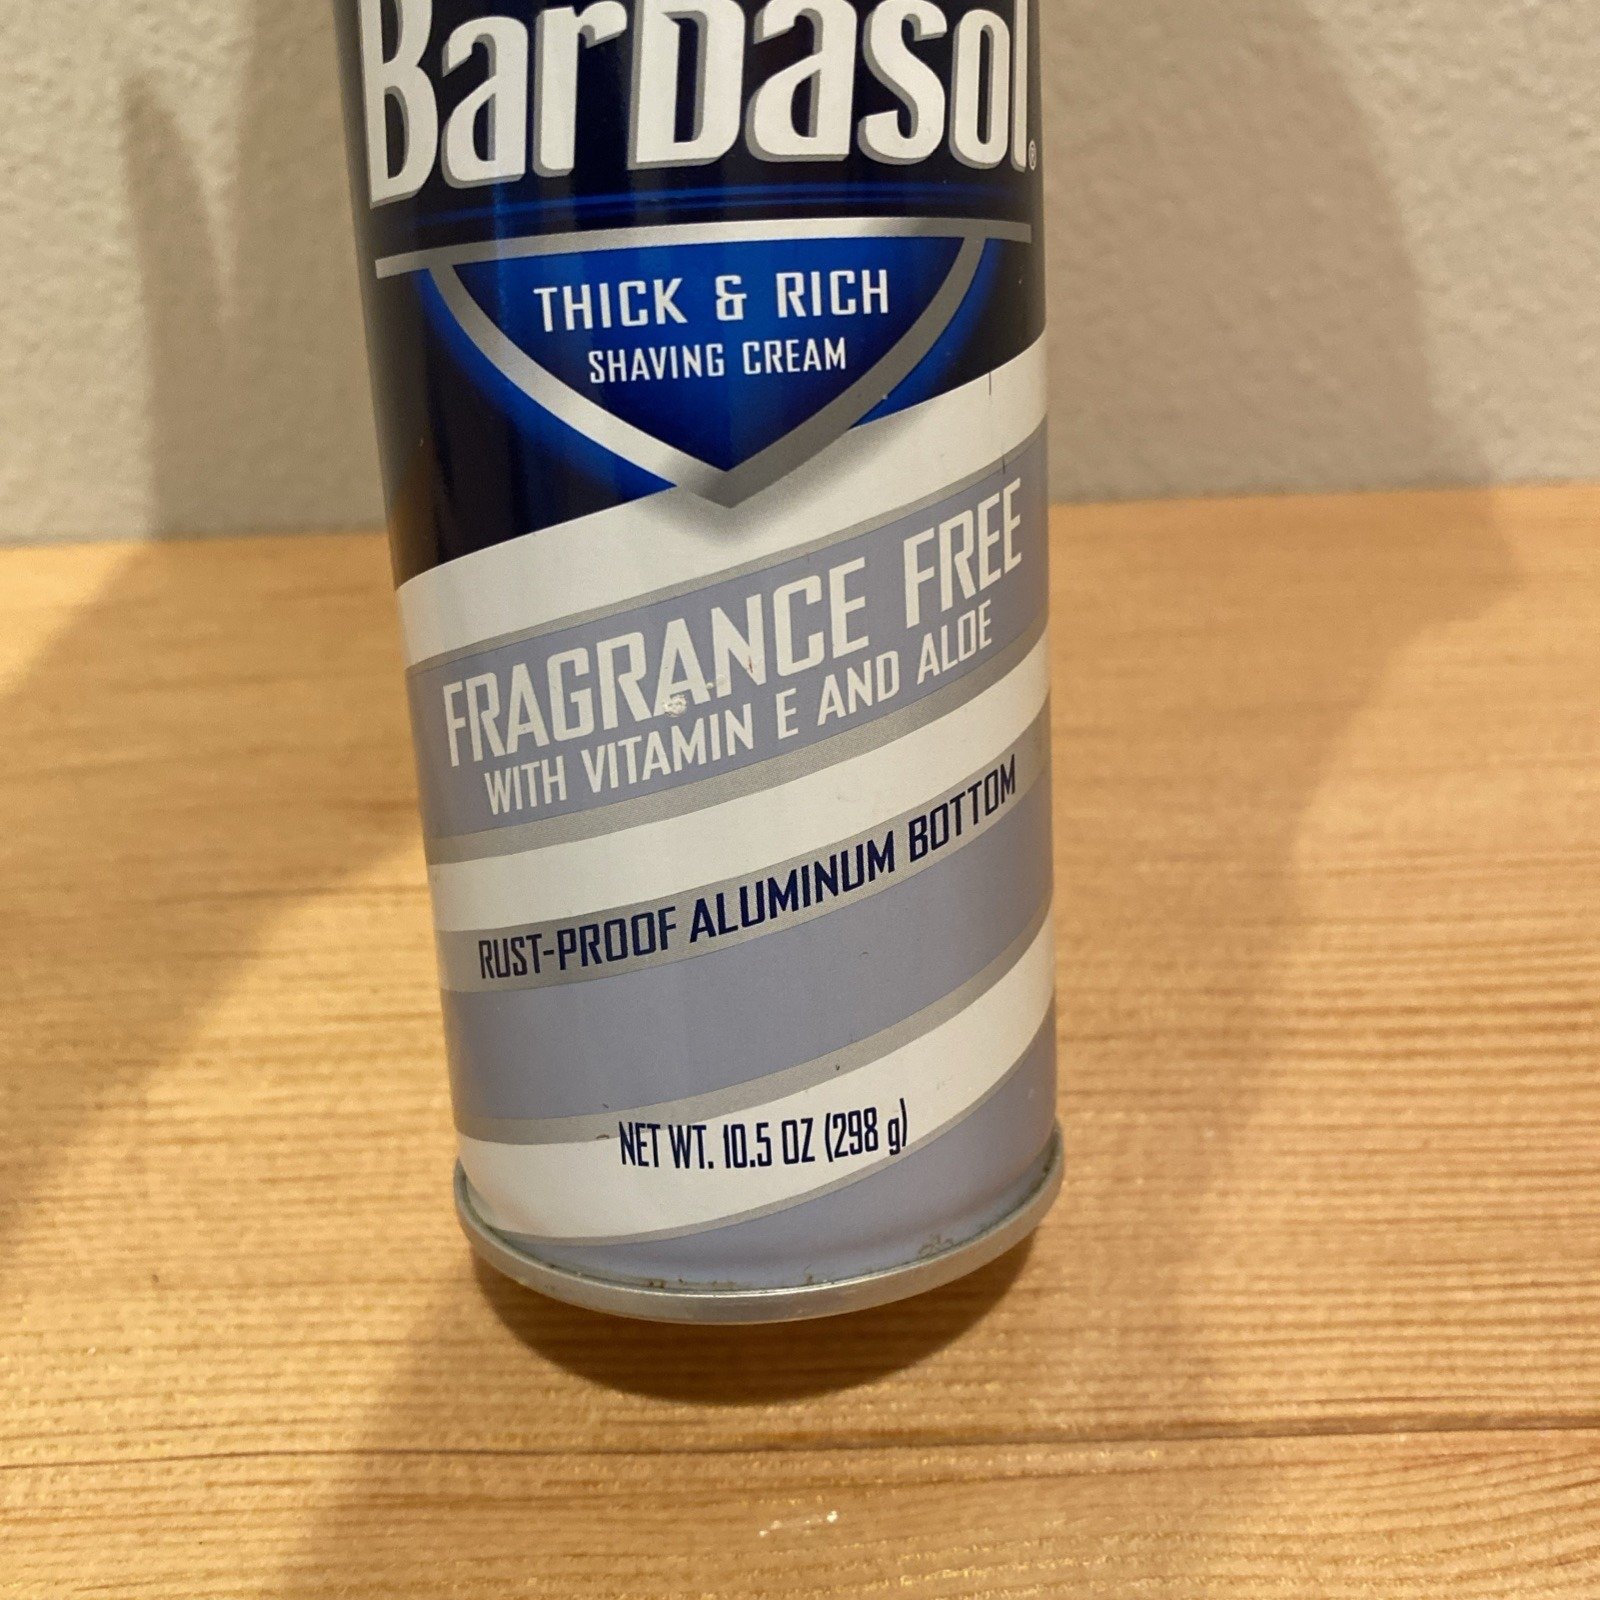 Barbasol®
THICK & RICH
SHAVING CREAM
FRAGRANCE FREE
WITH VITAMIN E AND ALOE
RUST-PROOF ALUMINUM BOTTOM
NET WT. 10.5 OZ (298 g)